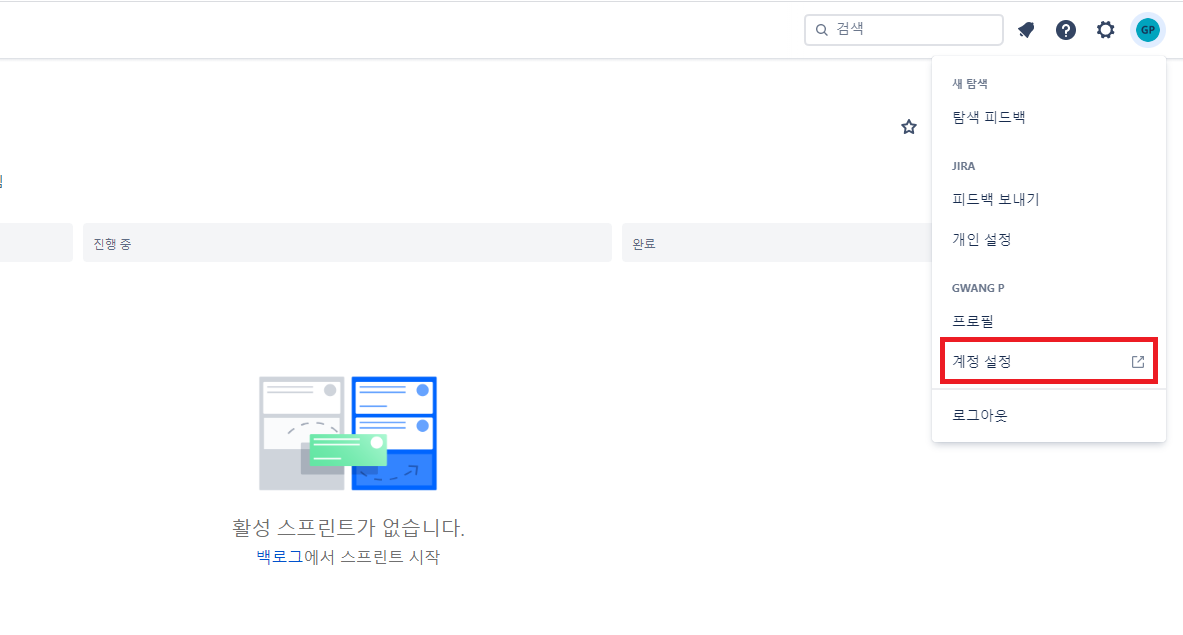 검색
GP
새 탐색
탐색 피드백
JIRA
피드백 보내기
개인 설정
GWANG P
프로필
계정 설정
로그아웃
진행 중
완료
활성 스프린트가 없습니다.
백로그에서 스프린트 시작